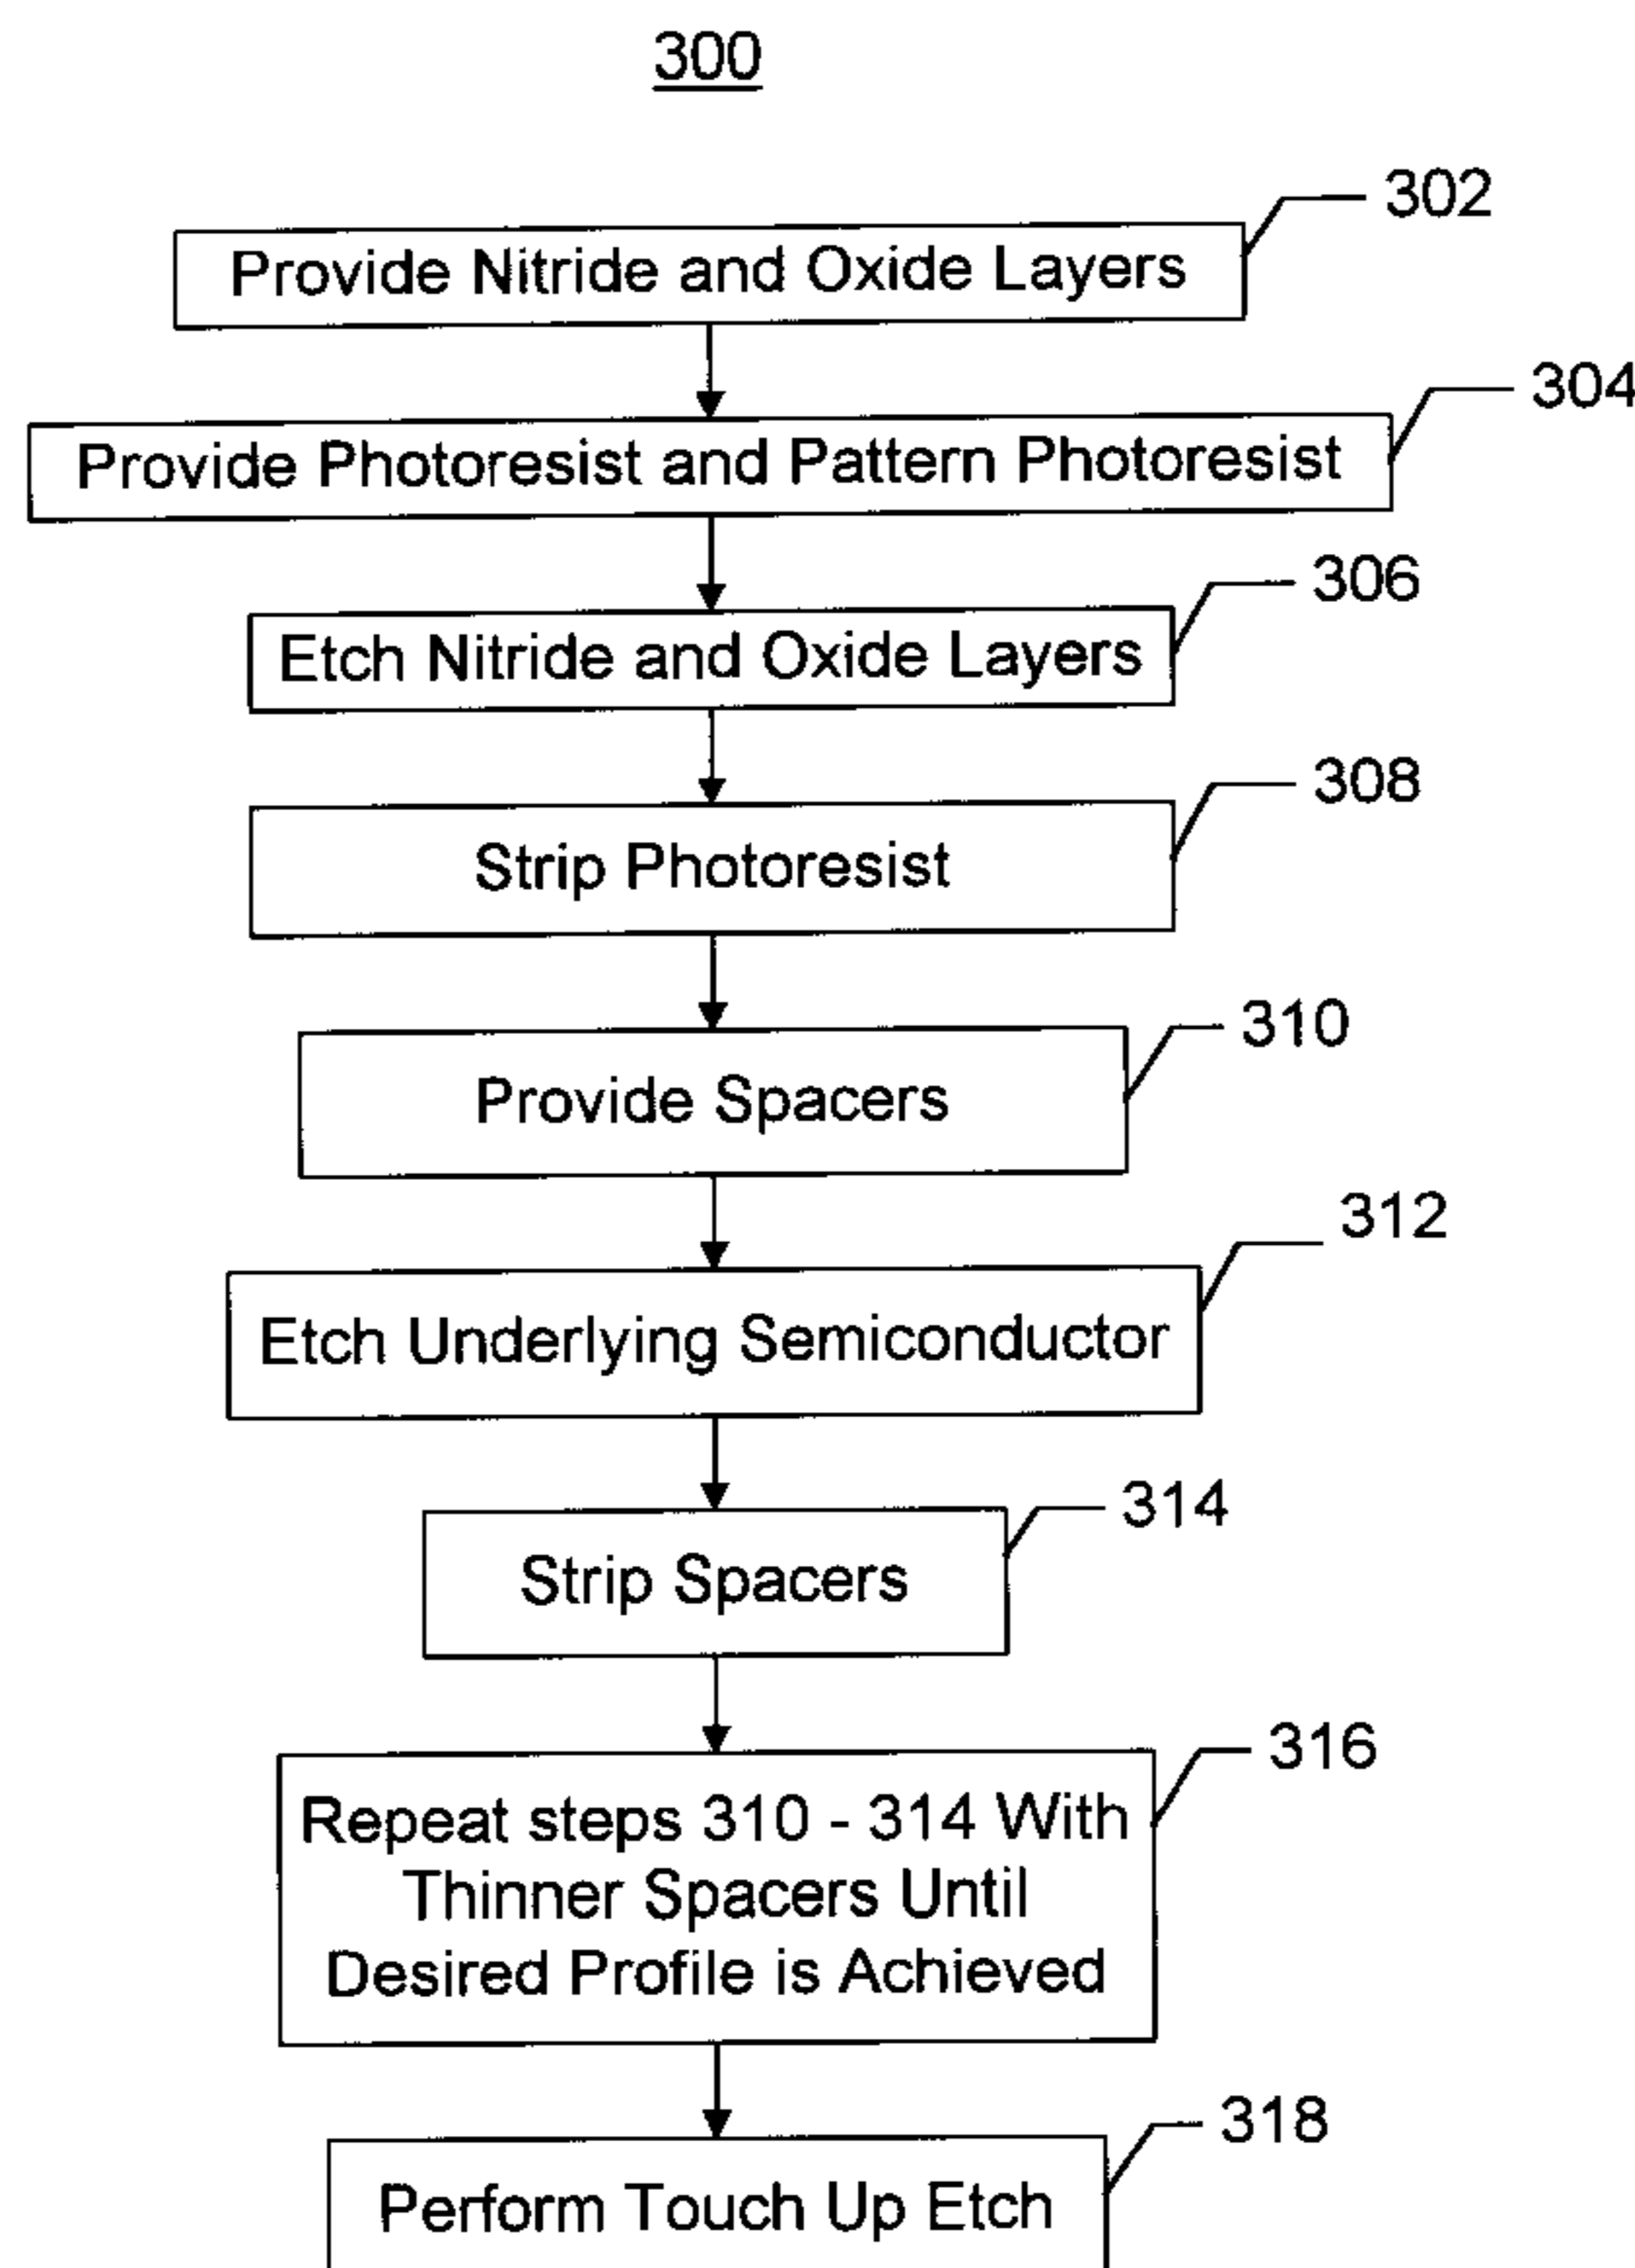 300
302
Provide Nitride and Oxide Layers
304
Provide Photoresist and Pattern Photoresist
306
Etch Nitride and Oxide Layers
308
Strip Photoresist
310
Provide Spacers
312
Etch Underlying Semiconductor
314
Strip Spacers
316
Repeat steps 310 - 314 With
Thinner Spacers Until
Desired Profile is Achieved
318
Perform Touch Up Etch